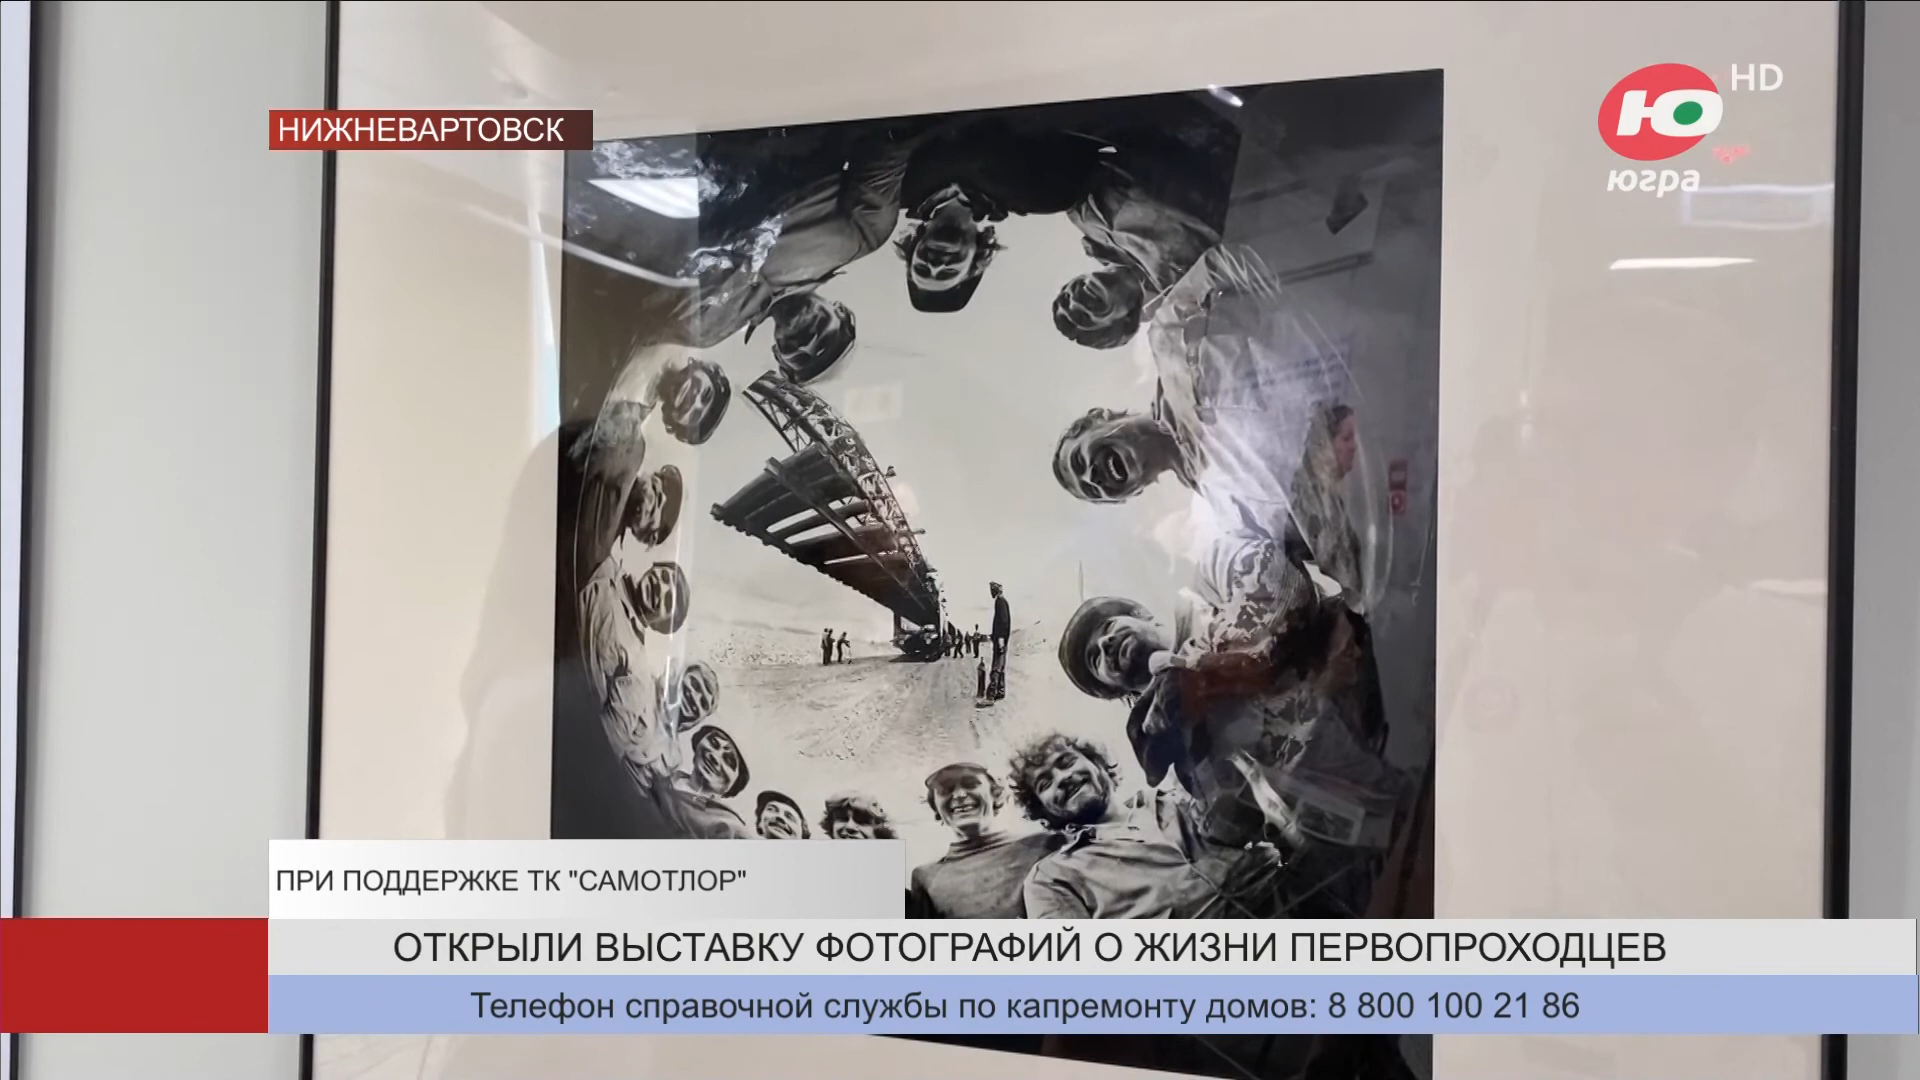 НИЖНЕВАРТОВСК
Ю HD
югра
ПРИ ПОДДЕРЖКЕ ТК "САМОТЛОР"
ОТКРЫЛИ ВЫСТАВКУ ФОТОГРАФИЙ О ЖИЗНИ ПЕРВОПРОХОДЦЕВ
Телефон справочной службы по капремонту домов: 8 800 100 21 86